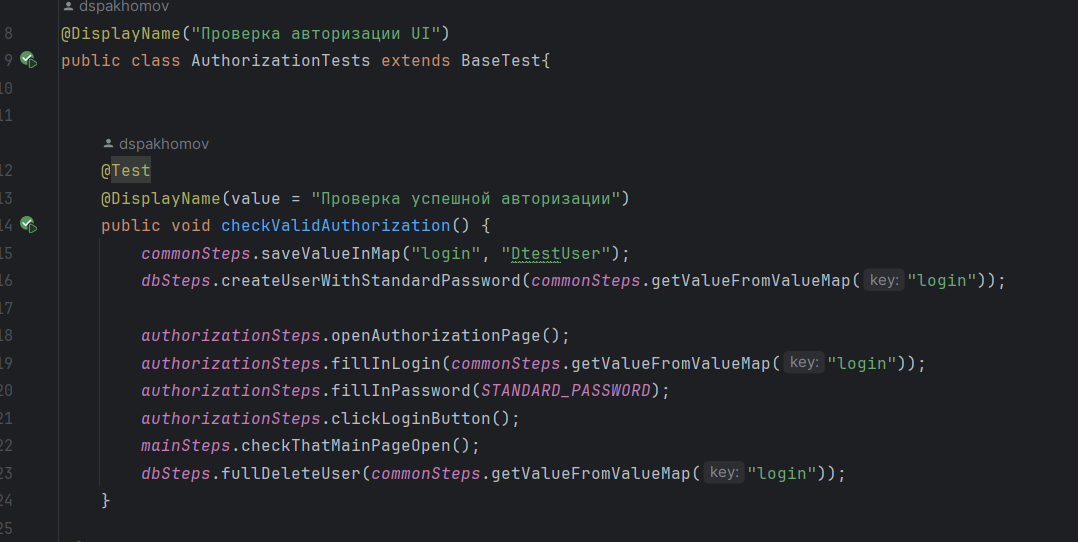 dspakhomov
8 @DisplayName("Проверка авторизации UI")
9 public class AuthorizationTests extends BaseTest{
10
11
dspakhomov
12 @Test
13 @DisplayName(value = "Проверка успешной авторизации")
14 public void checkValidAuthorization() {
15 commonSteps.saveValueInMap("login", "DtestUser");
16 dbSteps.createUserWithStandardPassword(commonSteps.getValueFromValueMap( key: "login"));
17
18 authorizationSteps.openAuthorizationPage();
19 authorizationSteps.fillInLogin(commonSteps.getValueFromValueMap( key: "login"));
20 authorizationSteps.fillInPassword(STANDARD_PASSWORD);
21 authorizationSteps.clickLoginButton();
22 mainSteps.checkThatMainPageOpen();
23 dbSteps.fullDeleteUser(commonSteps.getValueFromValueMap( key: "login"));
24 }
25